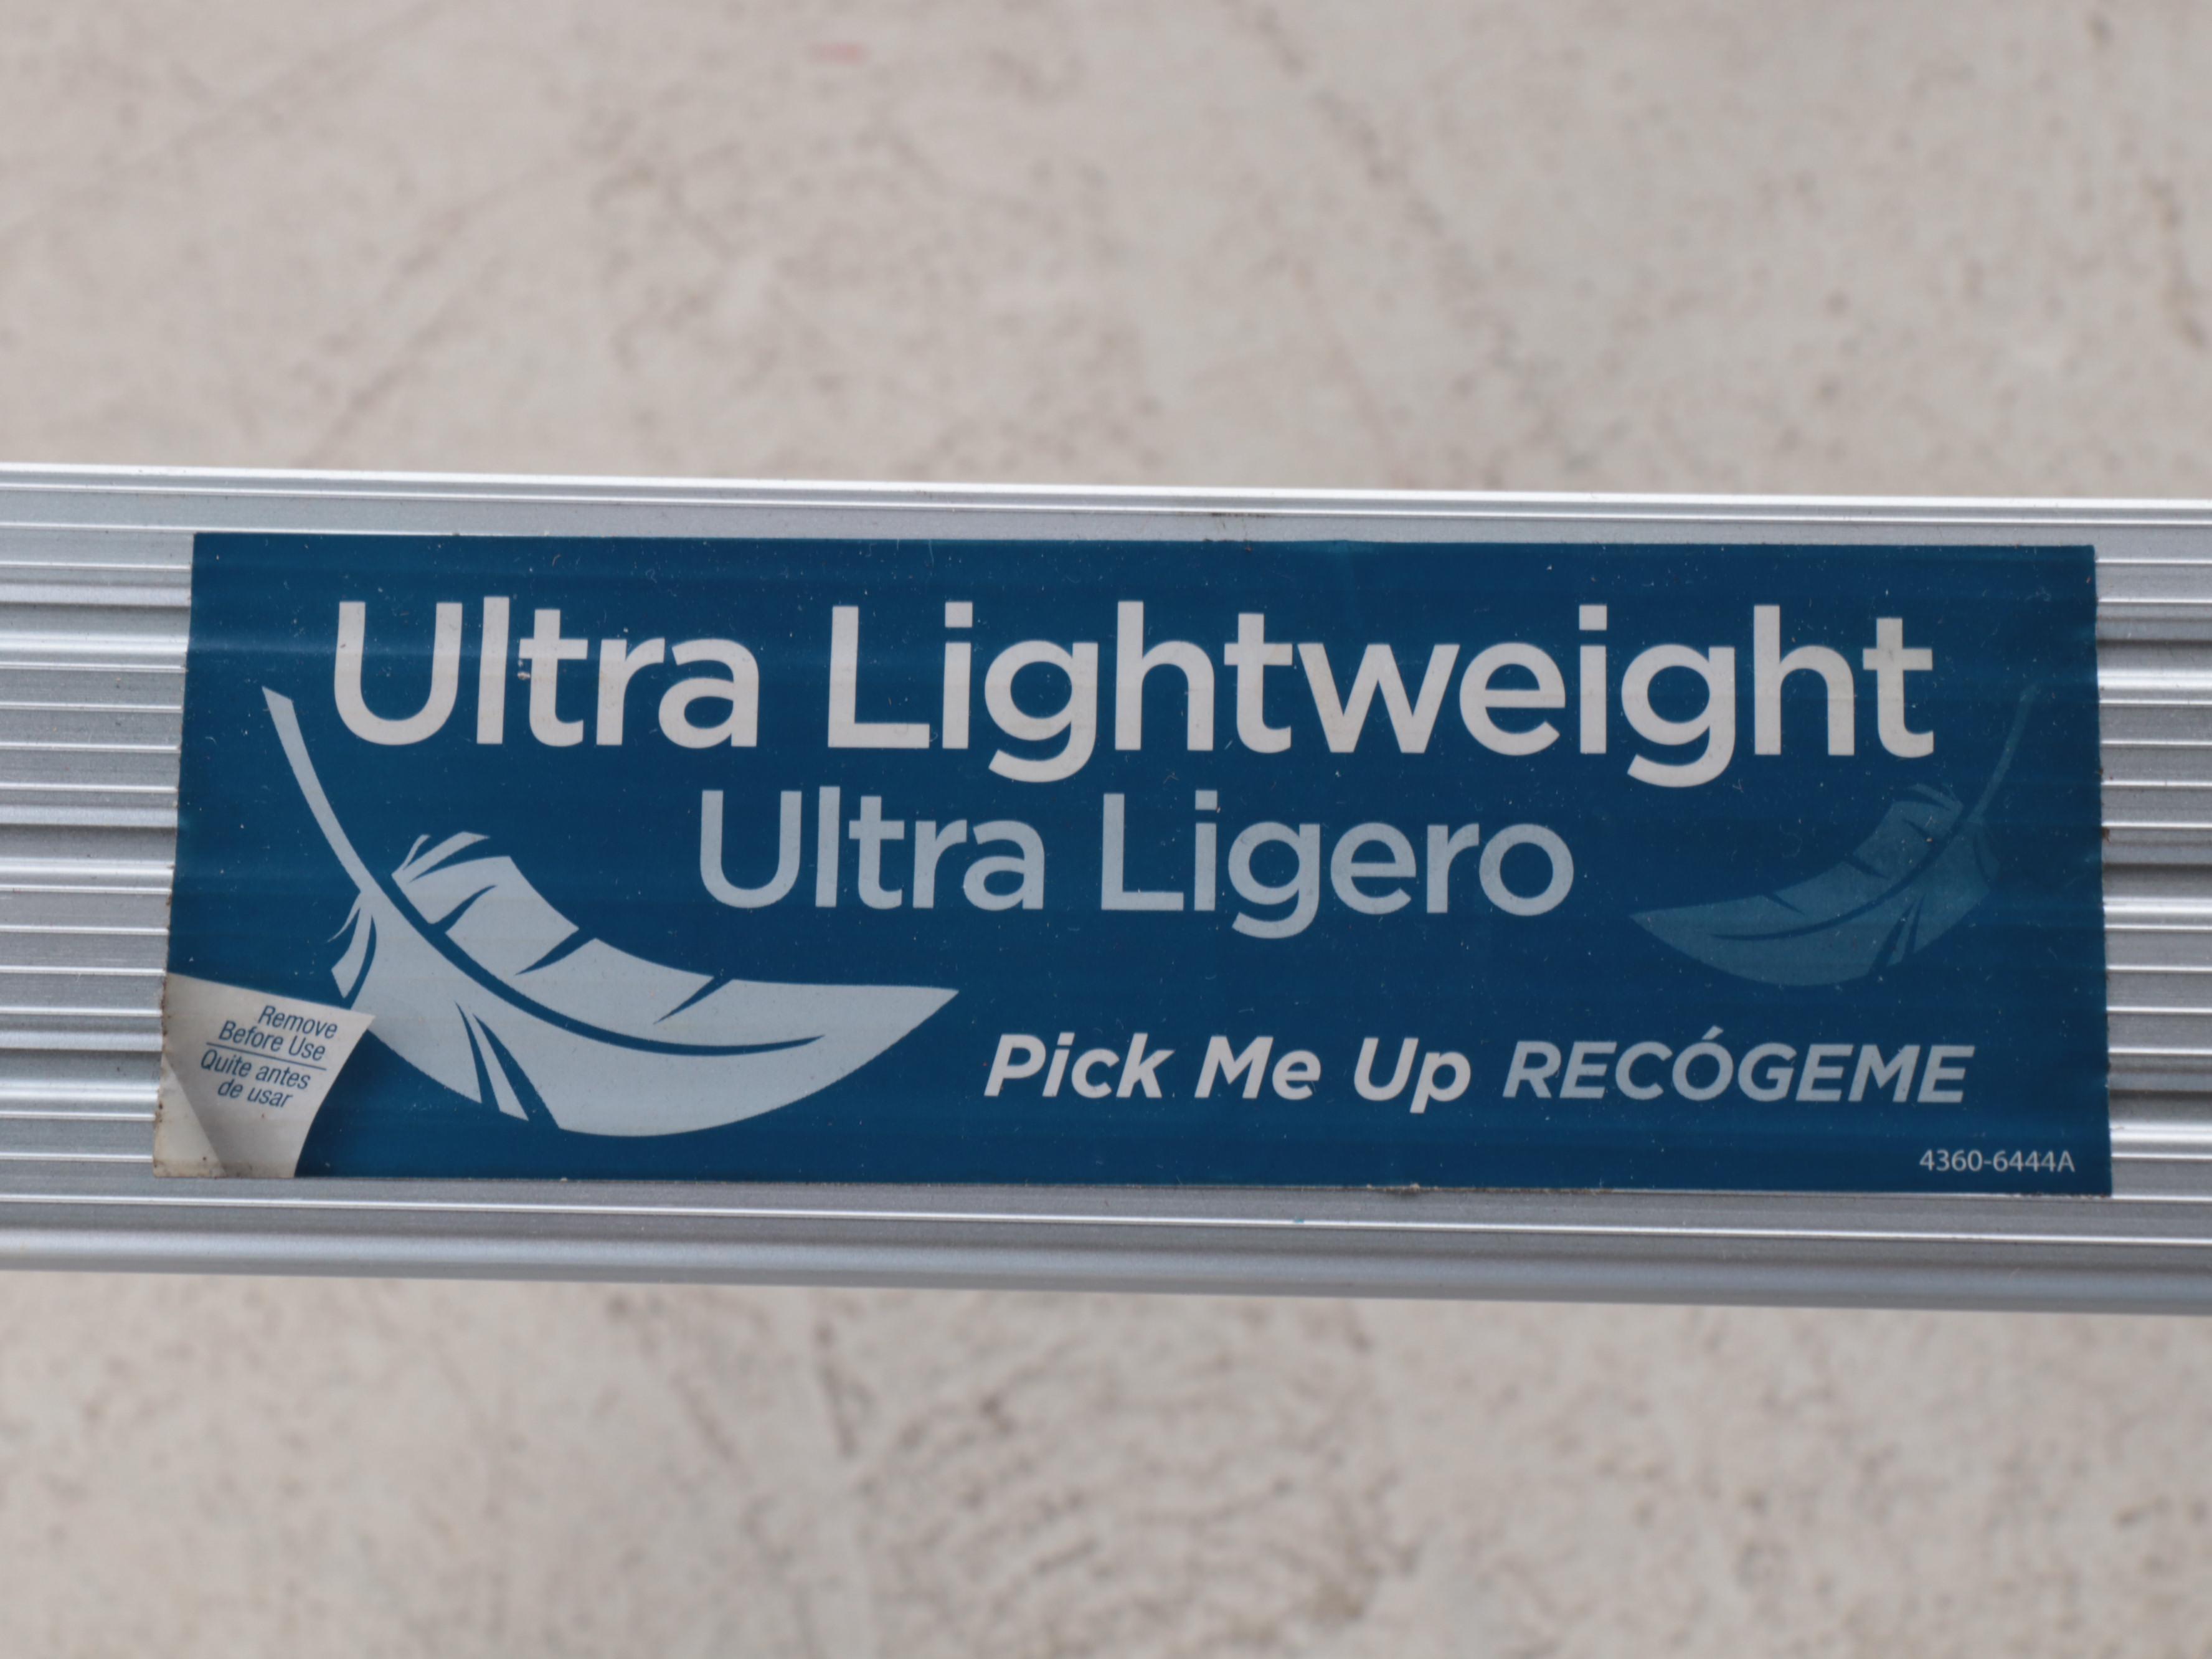 Ultra Lightweight
Ultra Ligero
Pick Me Up RECÓGEME
Remove
Before Use
Quite antes
de usar
4360-6444A